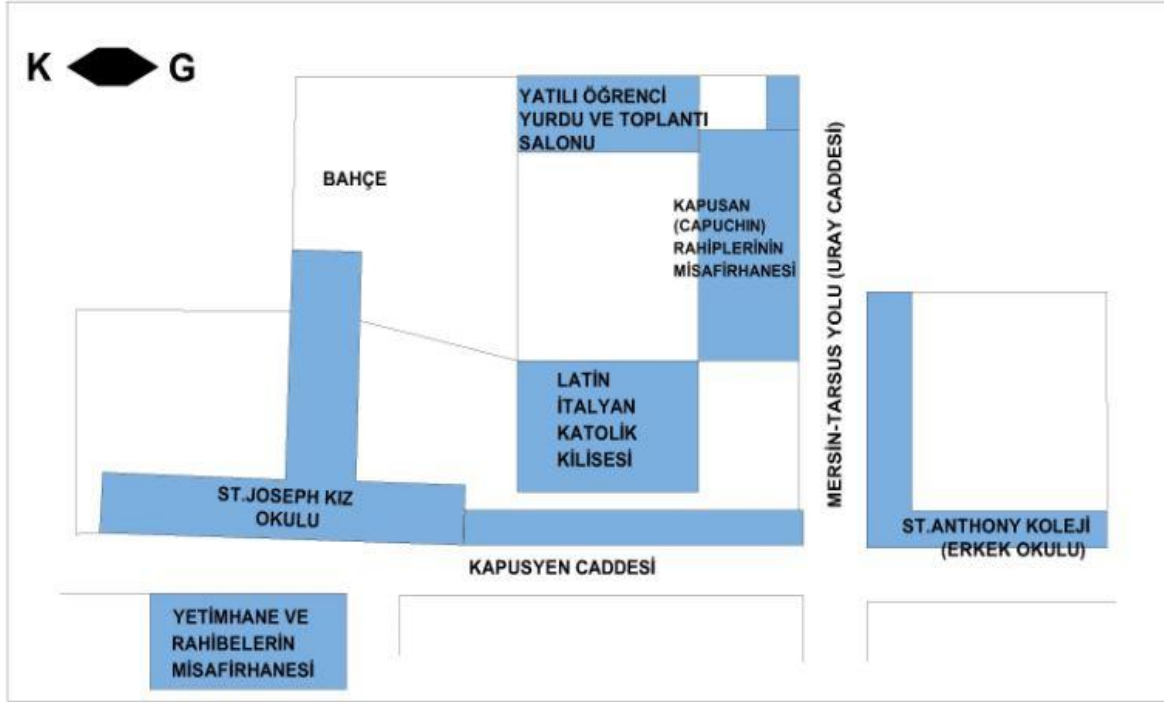 K G
YATILI ÖĞRENCİ
YURDU VE TOPLANTI
SALONU
BAHÇE
KAPUSAN
(CAPUCHIN)
RAHİPLERİNİN
MİSAFİRHANESİ
MERSİN-TARSUS YOLU (URAY CADDESİ)
LATİN
İTALYAN
KATOLİK
KİLİSESİ
ST.JOSEPH KIZ
OKULU
ST.ANTHONY KOLEJİ
(ERKEK OKULU)
KAPUSYEN CADDESİ
YETİMHANE VE
RAHİBELERİN
MİSAFİRHANESİ